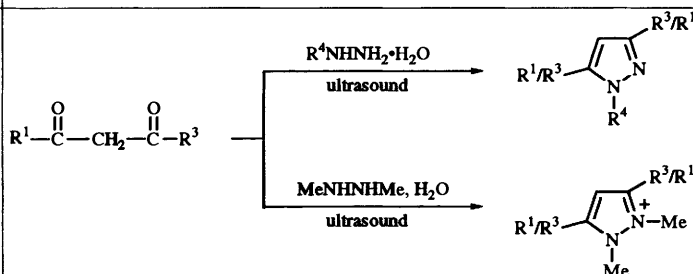 R⁴NHNH₂•H₂O
ultrasound
R³/R¹
R¹/R³
N
N
R⁴
O O
R¹—C—CH₂—C—R³
MeNHNHMe, H₂O
ultrasound
R³/R¹
R¹/R³
+
N—Me
N
Me